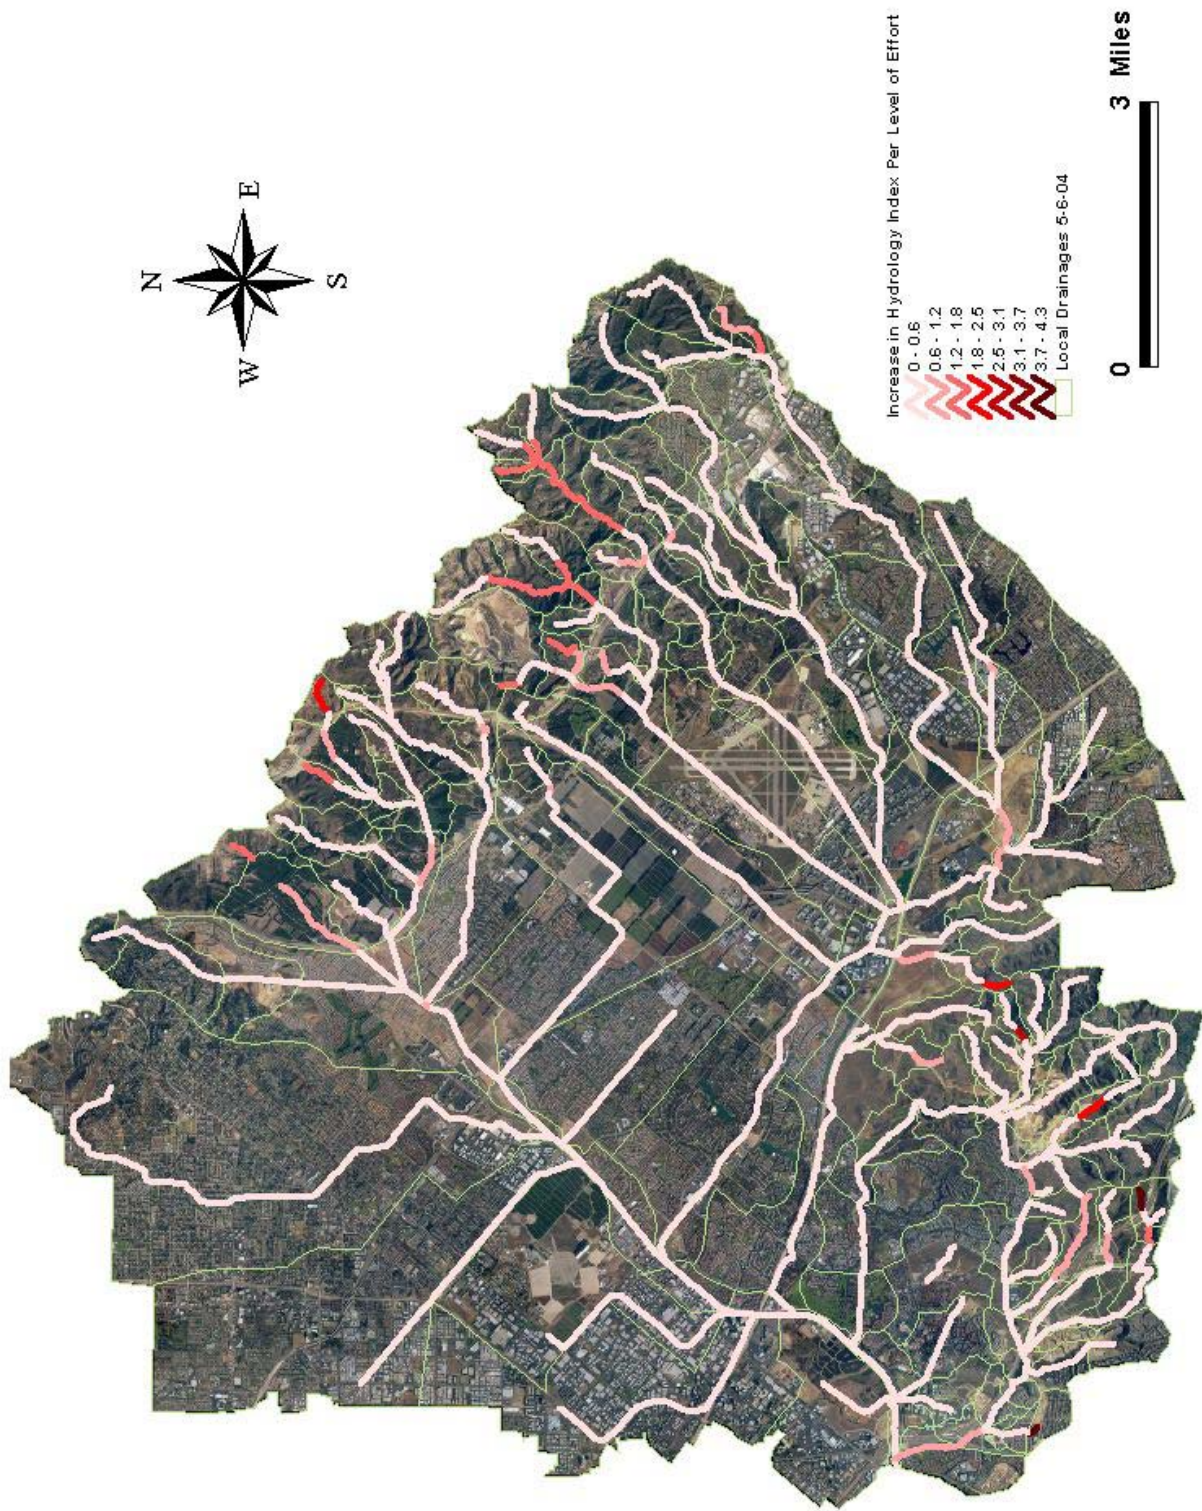 N
W E
S
Increase in Hydrology Index Per Level of Effort
0 - 0.6
0.6 - 1.2
1.2 - 1.8
1.8 - 2.5
2.5 - 3.1
3.1 - 3.7
3.7 - 4.3
Local Drainages 5-6-04
0 3 Miles